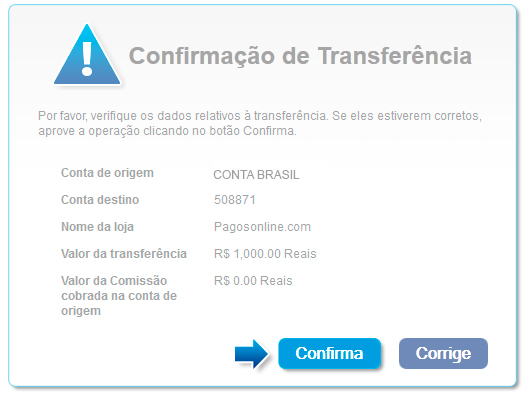 Confirmação de Transferência
Por favor, verifique os dados relativos à transferência. Se eles estiverem corretos,
aprove a operação clicando no botão Confirma.
Conta de origem CONTA BRASIL
Conta destino 508871
Nome da loja Pagosonline.com
Valor da transferência R$ 1,000.00 Reais
Valor da Comissão R$ 0.00 Reais
cobrada na conta de
origem
Confirma Corrige